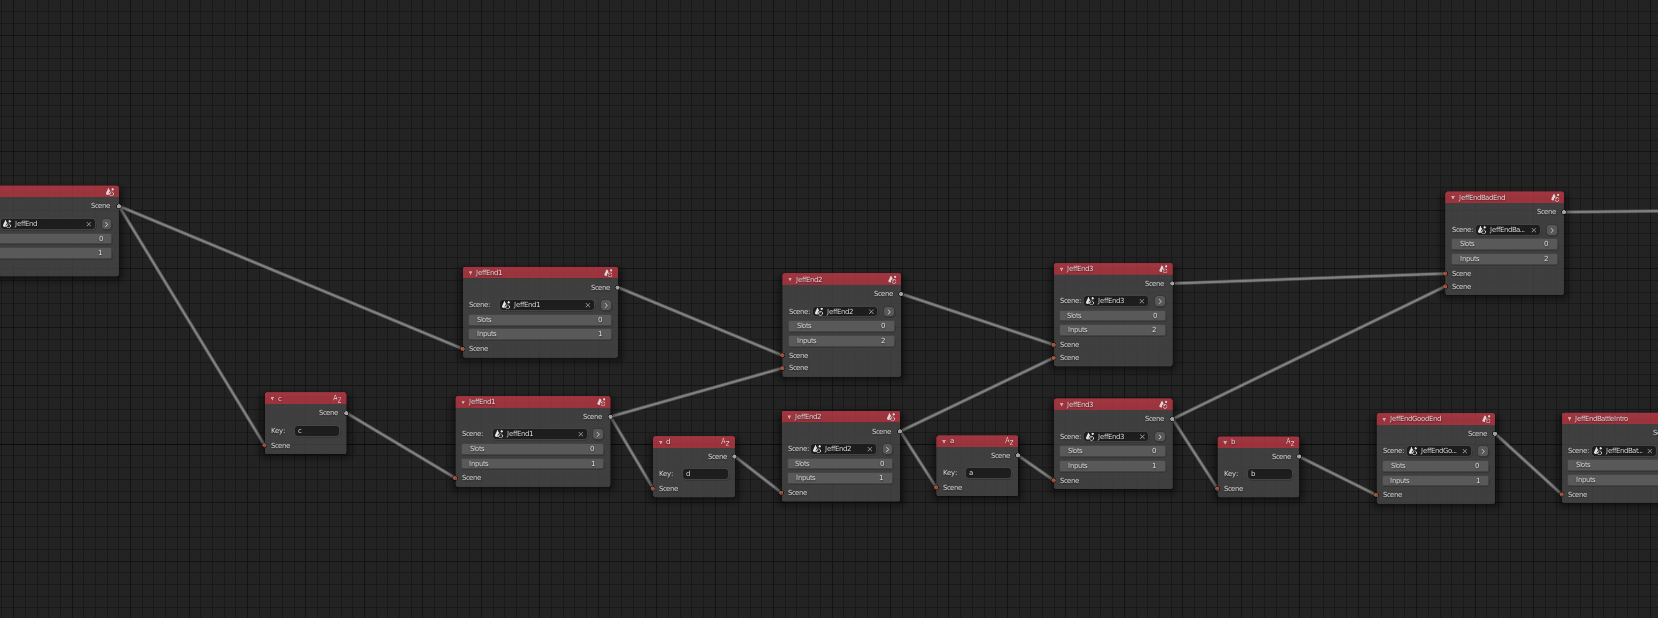 Scene
JeffEnd
0
1
c
Scene
Key: c
Scene
JeffEnd1
Scene
Scene: JeffEnd1
Slots 0
Inputs 1
Scene
JeffEnd1
Scene
Scene: JeffEnd1
Slots 0
Inputs 1
Scene
d
Scene
Key: d
Scene
JeffEnd2
Scene
Scene: JeffEnd2
Slots 0
Inputs 2
Scene
Scene
JeffEnd2
Scene
Scene: JeffEnd2
Slots 0
Inputs 1
Scene
a
Scene
Key: a
Scene
JeffEnd3
Scene
Scene: JeffEnd3
Slots 0
Inputs 2
Scene
Scene
JeffEnd3
Scene
Scene: JeffEnd3
Slots 0
Inputs 1
Scene
b
Scene
Key: b
Scene
JeffEndBadEnd
Scene
Scene: JeffEndBa...
Slots 0
Inputs 2
Scene
Scene
JeffEndGoodEnd
Scene
Scene: JeffEndGo...
Slots 0
Inputs 1
Scene
JeffEndBattleIntro
Scene: JeffEndBat...
Slots
Inputs
Scene